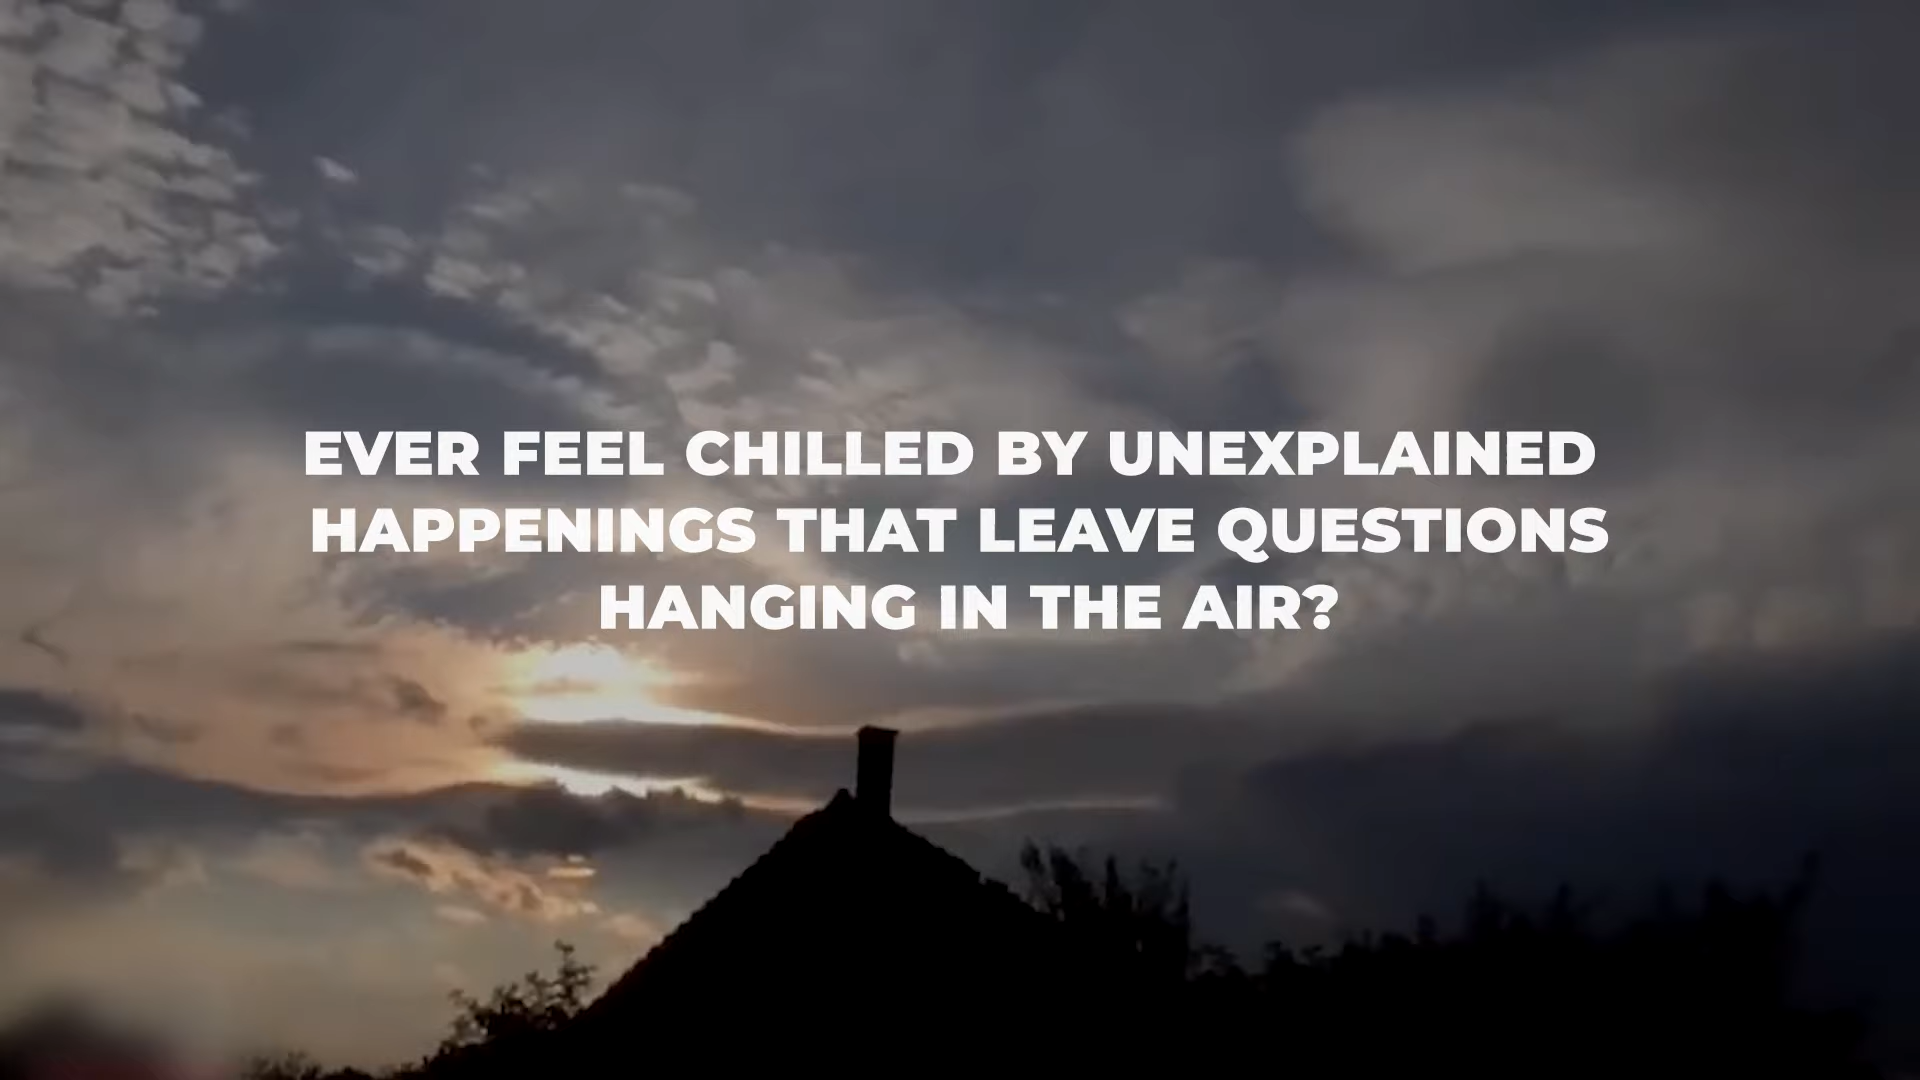 EVER FEEL CHILLED BY UNEXPLAINED
HAPPENINGS THAT LEAVE QUESTIONS
HANGING IN THE AIR?